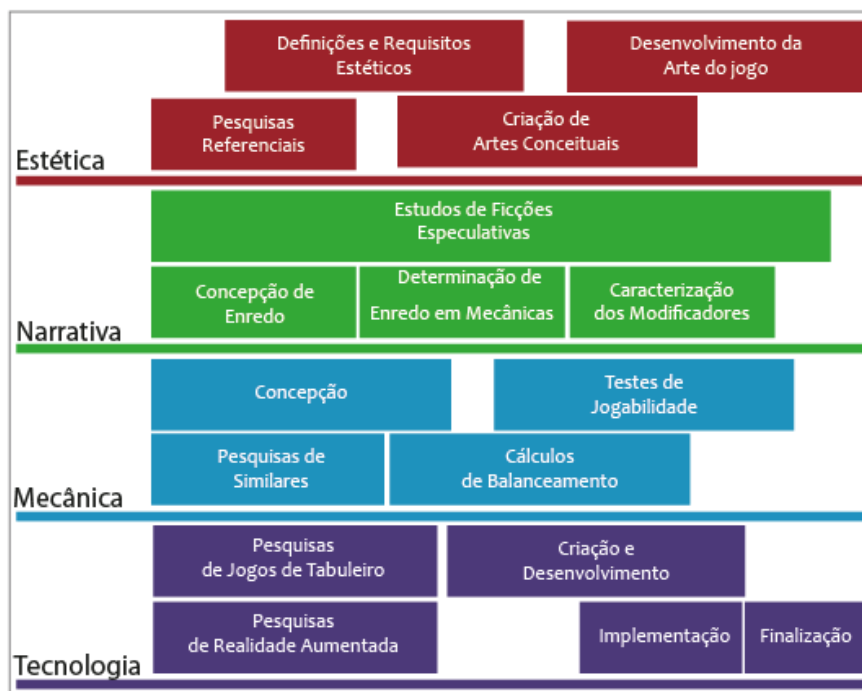 Definições e Requisitos
Estéticos
Desenvolvimento da
Arte do jogo
Pesquisas
Referenciais
Criação de
Artes Conceituais
Estética
Estudos de Ficções
Especulativas
Concepção de
Enredo
Determinação de
Enredo em Mecânicas
Caracterização
dos Modificadores
Narrativa
Concepção
Testes de
Jogabilidade
Pesquisas de
Similares
Cálculos
de Balanceamento
Mecânica
Pesquisas
de Jogos de Tabuleiro
Criação e
Desenvolvimento
Pesquisas
de Realidade Aumentada
Implementação
Finalização
Tecnologia